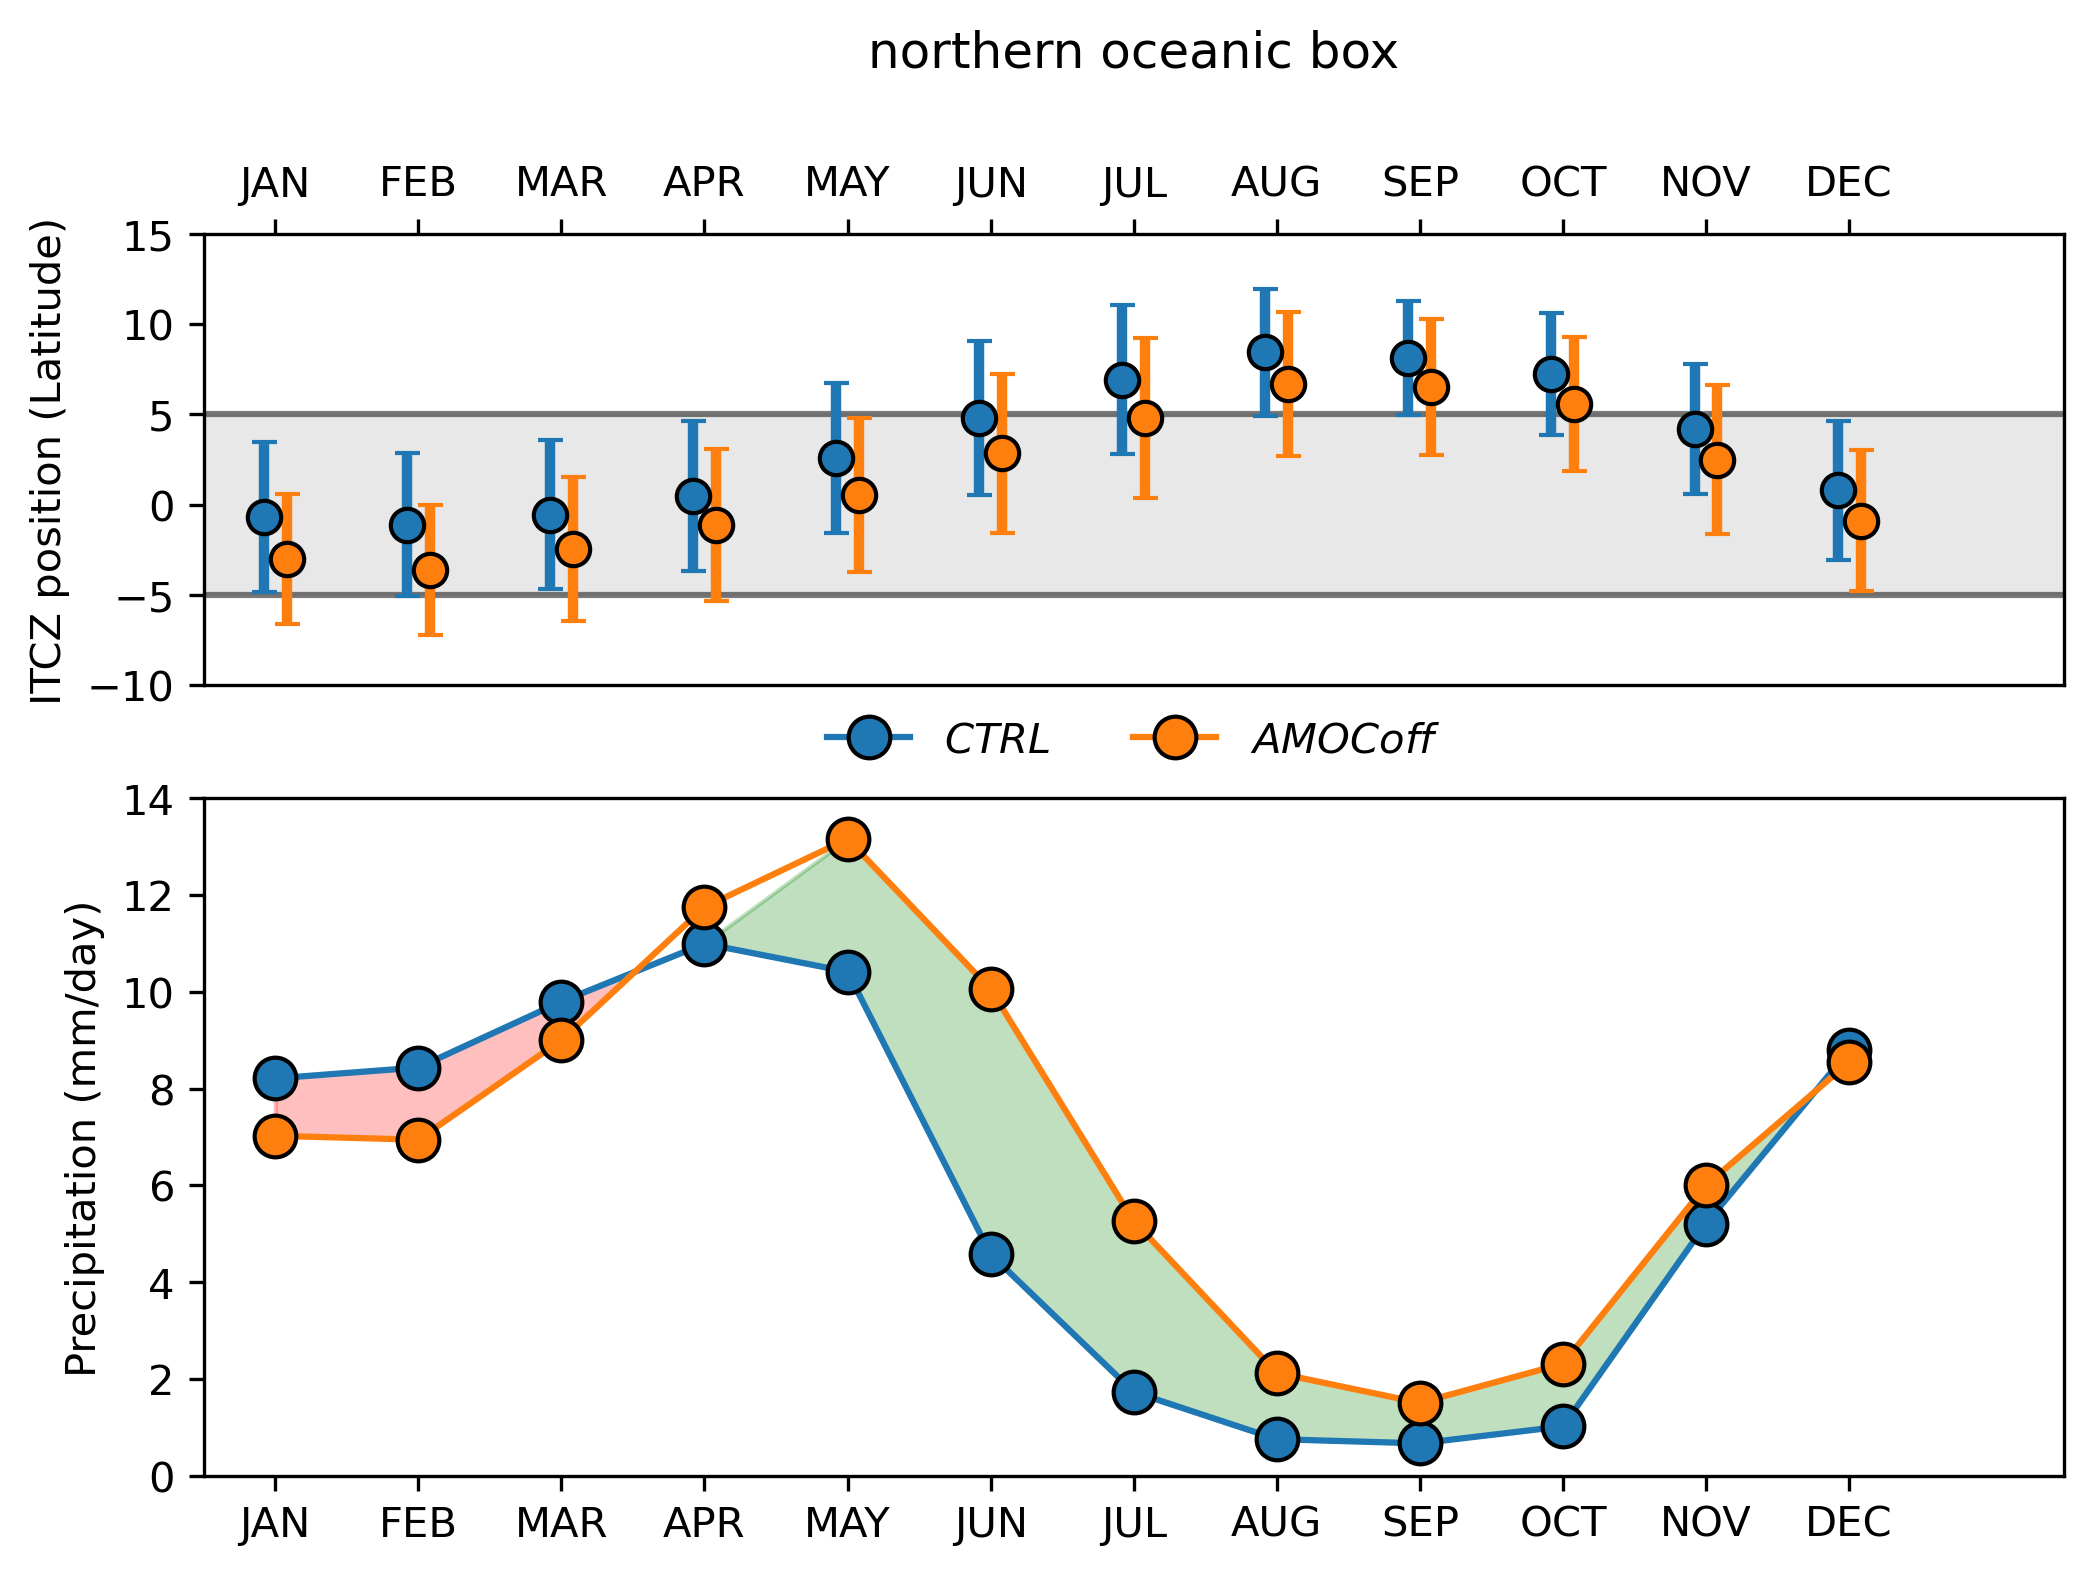 northern oceanic box
JAN FEB MAR APR MAY JUN JUL AUG SEP OCT NOV DEC
ITCZ position (Latitude)
15
10
5
0
−5
−10
CTRL AMOCoff
Precipitation (mm/day)
14
12
10
8
6
4
2
0
JAN FEB MAR APR MAY JUN JUL AUG SEP OCT NOV DEC